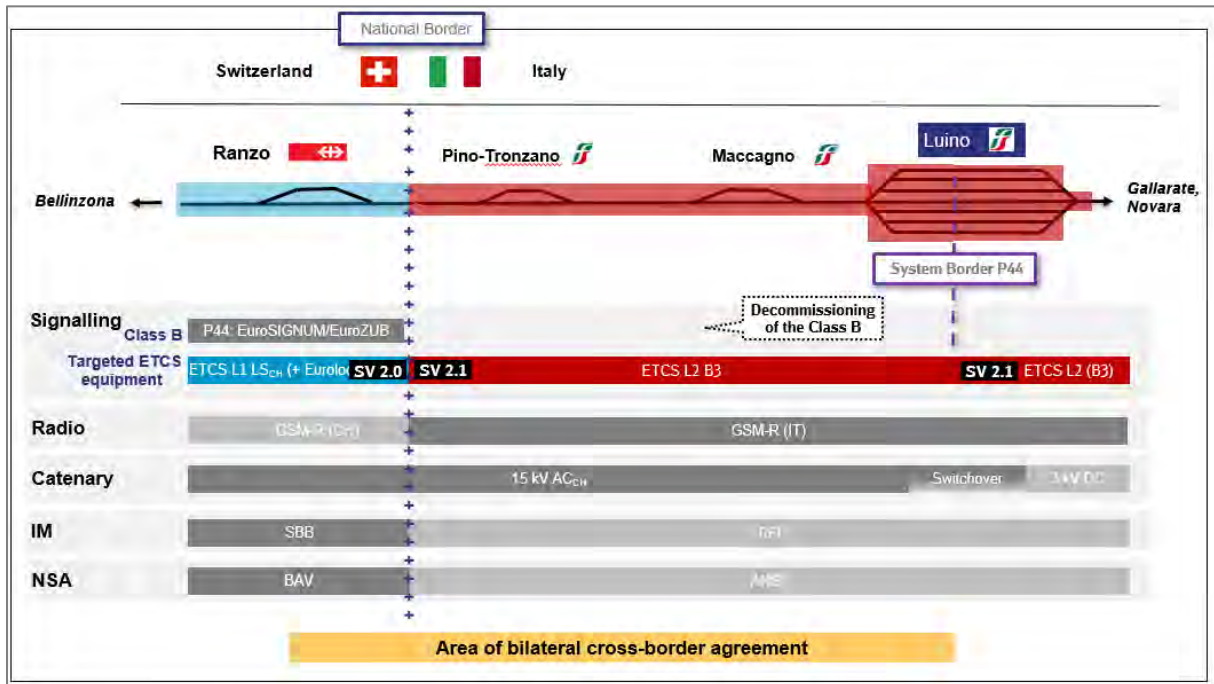 National Border
Switzerland
Italy
Ranzo
Pino-Tronzano
Maccagno
Luino
Bellinzona
Gallarate,
Novara
System Border P44
Signalling
Class B
P44: EuroSIGNUM/EuroZUB
Decommissioning
of the Class B
Targeted ETCS
equipment
ETCS L1 LSCH (+ Euroloo
SV 2.0
SV 2.1
ETCS L2 B3
SV 2.1
ETCS L2 (B3)
Radio
GSM-R (CH)
GSM-R (IT)
Catenary
15 kV ACCH
Switchover
3 kV DC
IM
SBB
RFI
NSA
BAV
Area of bilateral cross-border agreement